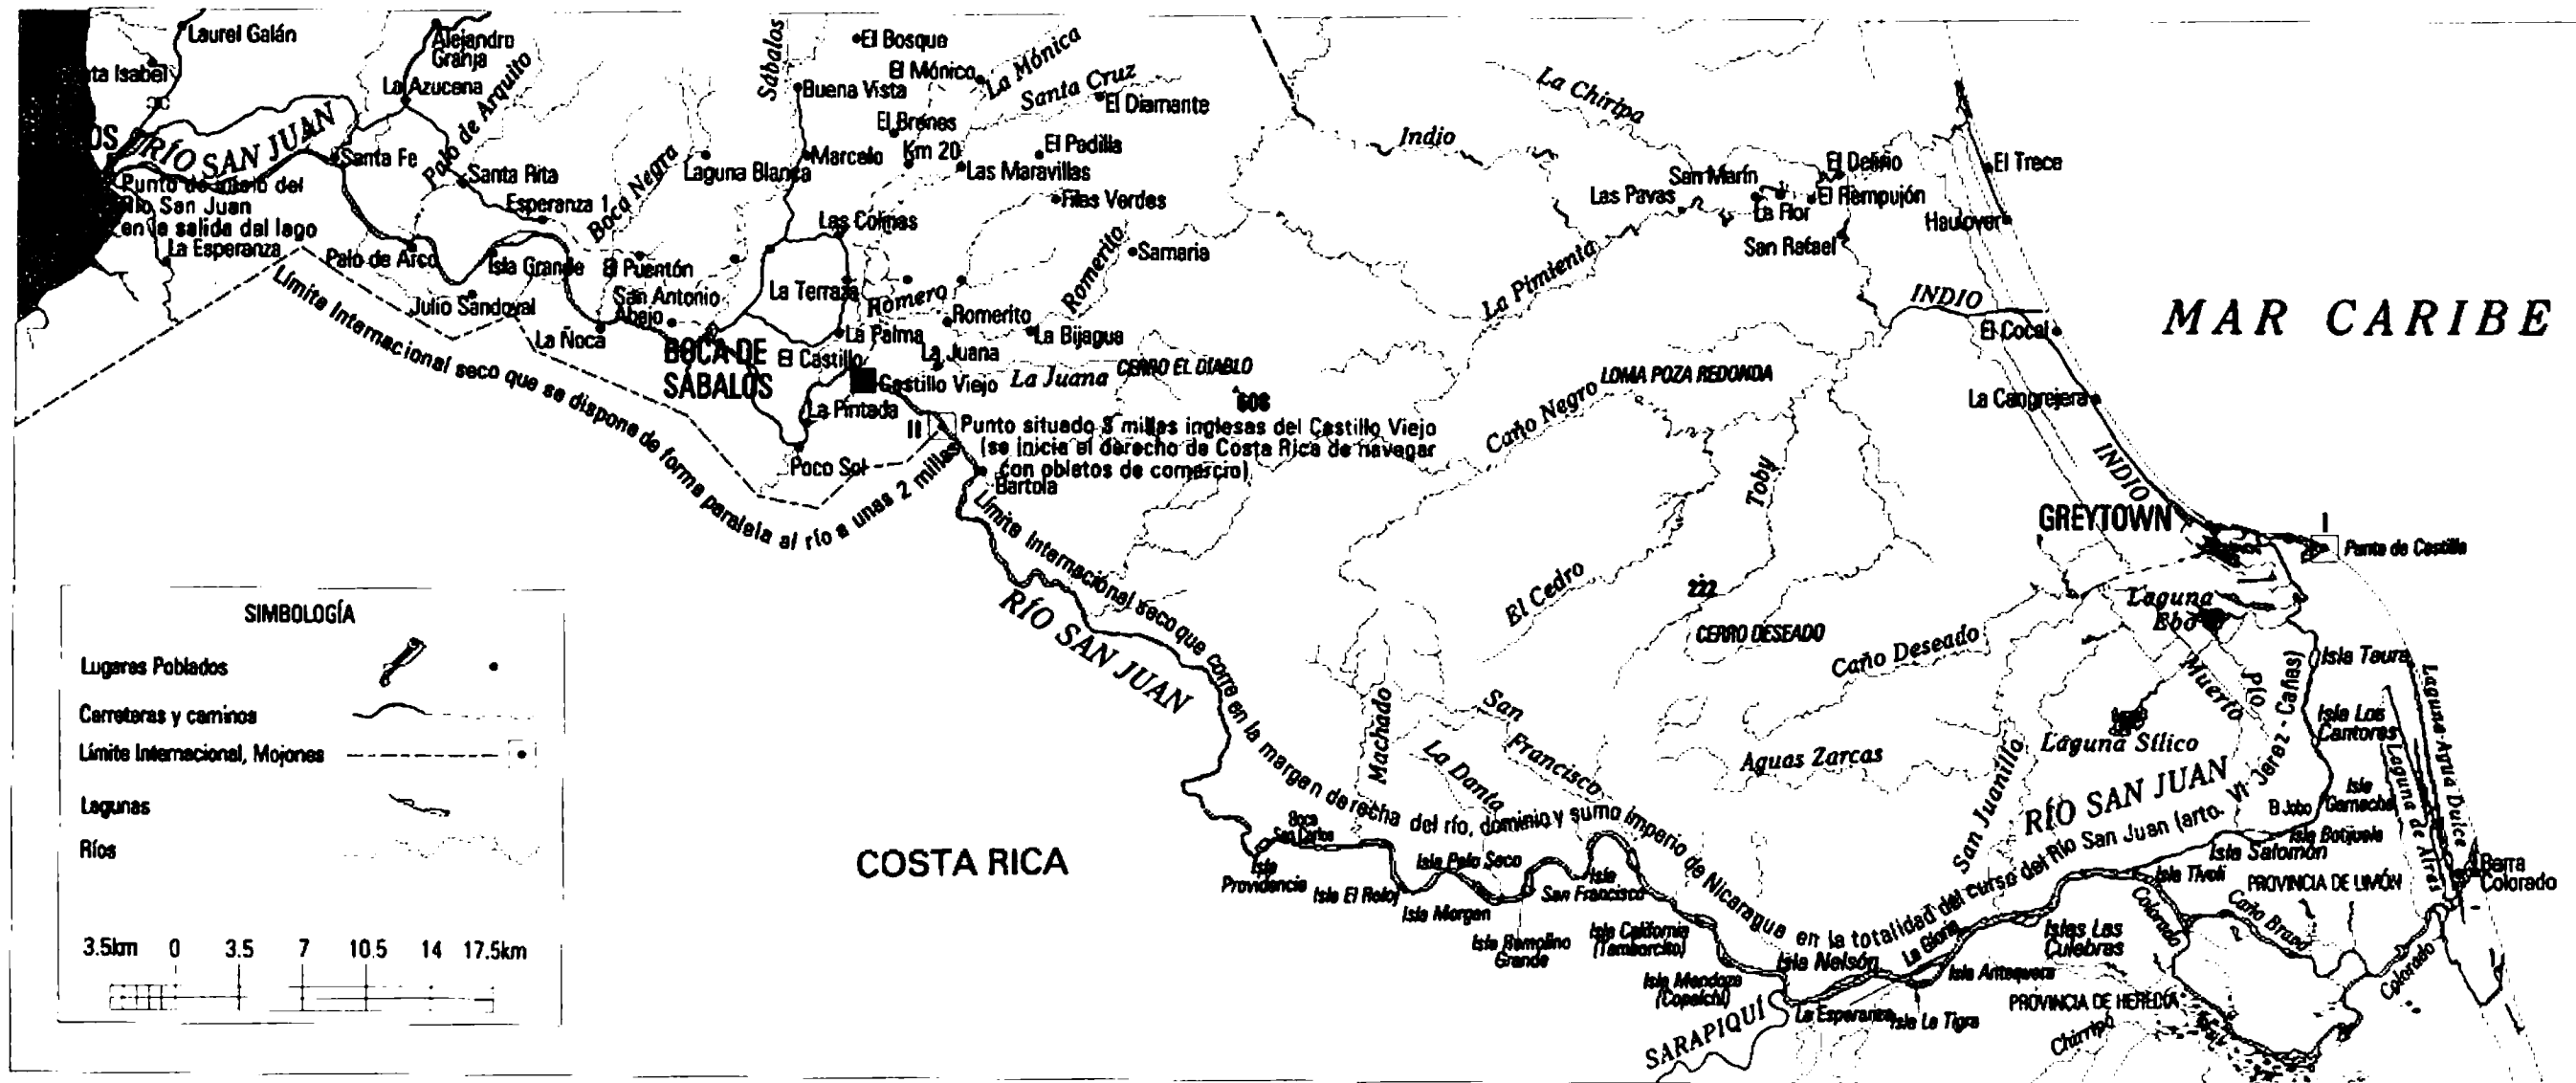 Laurel Galán
Alejandro
Granja
La Azucena
Palo de Arquito
Sábalos
El Bosque
El Mónico
La Mónica
Santa Cruz
Buena Vista
El Diamante
La Chiripa
RÍO SAN JUAN
Santa Fe
Santa Rita
Esperanza 1
Boca Negra
Laguna Blanca
Marcelo
El Brenes
Km 20
El Padilla
Las Maravillas
Filas Verdes
Indio
Las Pavas
San Marín
La Flor
El Delirio
El Rempujón
San Rafael
El Trece
Haulover
Punto de inicio del
Río San Juan
en la salida del lago
La Esperanza
Palo de Arco
Isla Grande
El Puentón
Las Colinas
Samaria
Romerito
Julio Sandoval
San Antonio
Abajo
La Terraza
Romero
Romerito
La Pimienta
INDIO
El Cocal
MAR CARIBE
La Ñoca
BOCA DE
SÁBALOS
El Castillo
La Palma
La Juana
La Bijagua
Castillo Viejo
La Juana
CERRO EL DIABLO
608
LOMA POZA REDONDA
Caño Negro
La Cangrejera
La Pintada
II
Punto situado 3 millas inglesas del Castillo Viejo
(se inicia el derecho de Costa Rica de navegar
con objetos de comercio)
Poco Sol
Bartola
Límite Internacional seco que se dispone de forma paralela al río a unas 2 millas
Toby
INDIO
GREYTOWN
I
Punta de Castilla
Límite Internacional seco que corre en la margen derecha del río, dominio y sumo imperio de Nicaragua en la totalidad del curso del Río San Juan (arto. VI Jerez - Cañas)
RÍO SAN JUAN
El Cedro
222
CERRO DESEADO
Caño Deseado
Laguna
Ebo
Isla Taura
Pijo
Muerto
Isla Los
Cantores
Laguna Agua Dulce
Laguna de Atrás
Machado
La Danta
San
Francisco
Aguas Zarcas
San Juanillo
Laguna Sílico
RÍO SAN JUAN
El Jobo
Isla
Gamacho
Isla Botijuela
Isla Salomón
Isla Tivoli
PROVINCIA DE LIMÓN
Barra
Colorado
COSTA RICA
Boca
San Carlos
Isla
Providencia
Isla El Reloj
Isla Palo Seco
Isla Morgan
Isla
San Francisco
Isla Remolino
Grande
Isla California
(Tamborcito)
Isla Mendoza
(Copalchí)
Isla Nelsón
La Gloria
Isla Antequera
Islas Las
Culebras
Colorado
Caño Bravo
Colorado
SARAPIQUÍ
La Esperanza
Isla La Tigra
PROVINCIA DE HEREDIA
Chirripó
SIMBOLOGÍA
Lugares Poblados
Carreteras y caminos
Límite Internacional, Mojones
Lagunas
Ríos
3.5km 0 3.5 7 10.5 14 17.5km